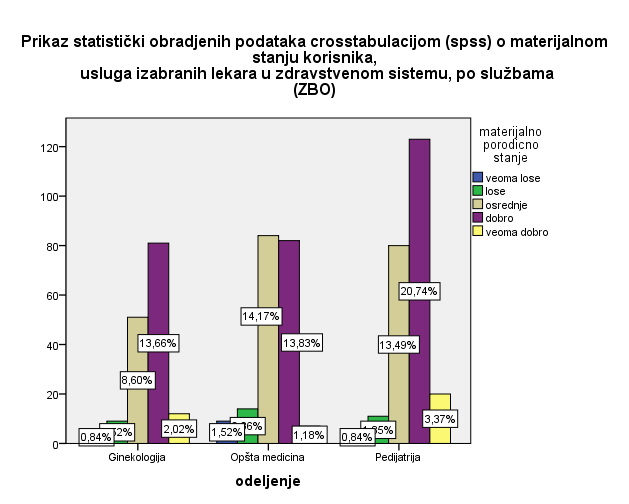 Prikaz statistički obradjenih podataka crosstabulacijom (spss) o materijalnom
stanju korisnika,
usluga izabranih lekara u zdravstvenom sistemu, po službama
(ZBO)
materijalno
porodicno
stanje
veoma lose
lose
osrednje
dobro
veoma dobro
120
100
80
60
40
20
0
20,74%
14,17%
13,66%
13,83%
13,49%
8,60%
3,37%
2,02%
1,52%
1,18%
0,84%
0,84%
Ginekologija
Opšta medicina
Pedijatrija
odeljenje